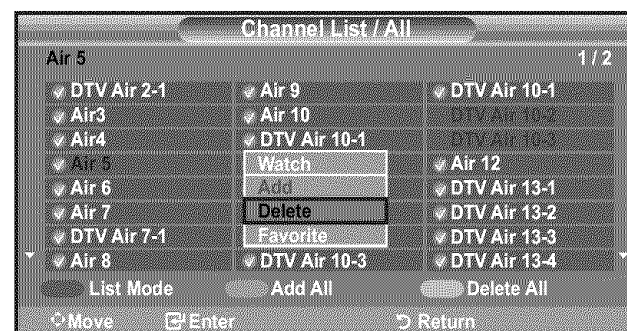 Channel List / All
Air 5 1 / 2
DTV Air 2-1 Air 9 DTV Air 10-1
Air3 Air 10 DTV Air 10-2
Air4 DTV Air 10-1 DTV Air 10-3
Air 5 Watch Air 12
Air 6 Add DTV Air 13-1
Air 7 Delete DTV Air 13-2
DTV Air 7-1 Favorite DTV Air 13-3
Air 8 DTV Air 10-3 DTV Air 13-4
List Mode Add All Delete All
Move Enter Return